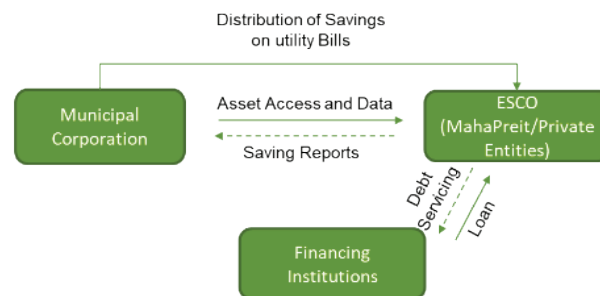 Distribution of Savings
on utility Bills
Municipal
Corporation
Asset Access and Data
Saving Reports
ESCO
(MahaPreit/Private
Entities)
Debt
Servicing
Loan
Financing
Institutions